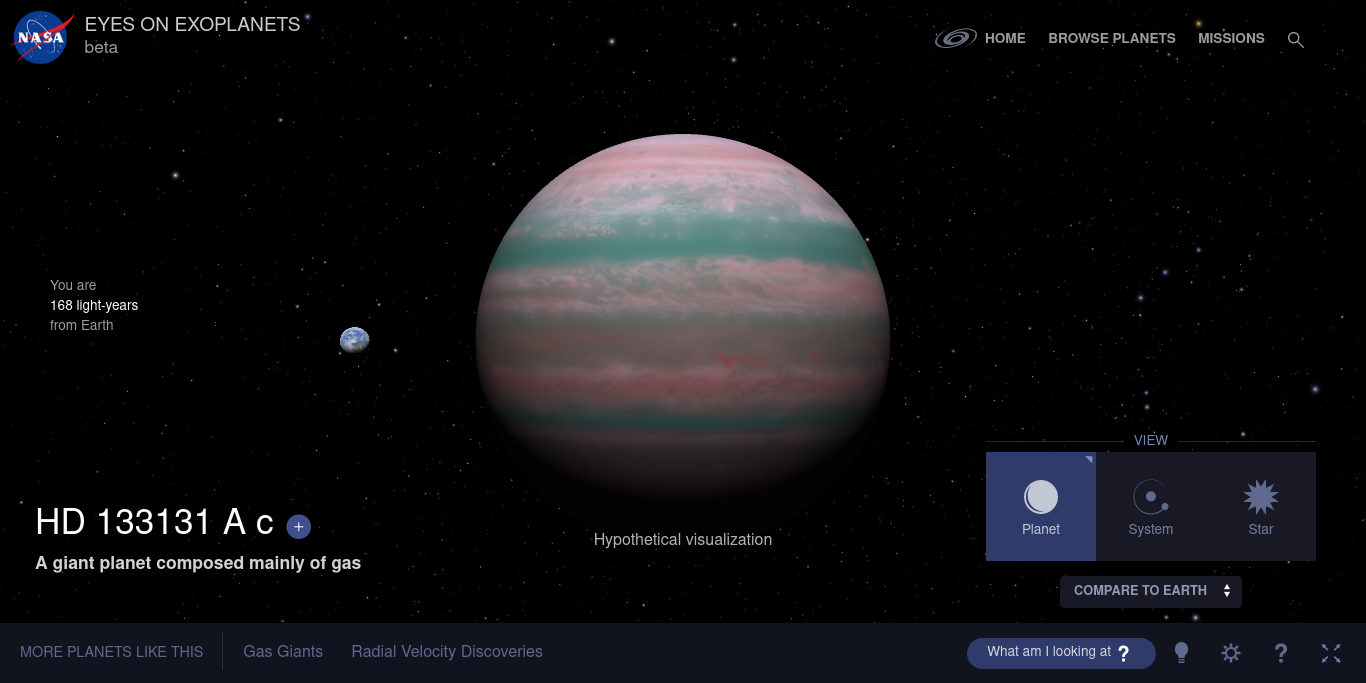 NASA
EYES ON EXOPLANETS
beta
HOME
BROWSE PLANETS
MISSIONS
You are
168 light-years
from Earth
VIEW
Planet
System
Star
HD 133131 A c +
A giant planet composed mainly of gas
Hypothetical visualization
COMPARE TO EARTH
MORE PLANETS LIKE THIS
Gas Giants
Radial Velocity Discoveries
What am I looking at ?
?